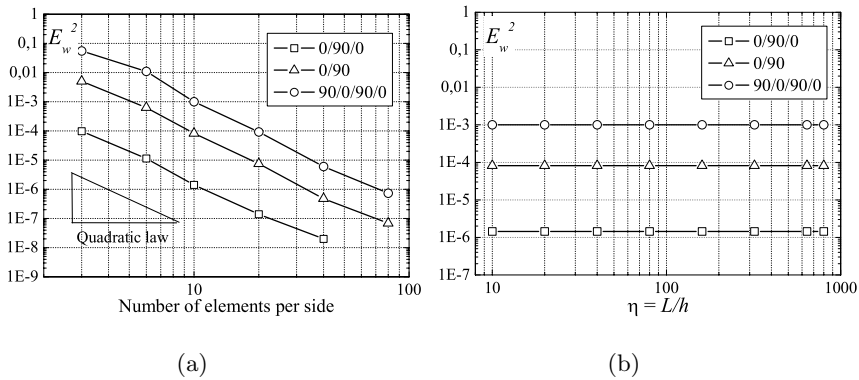 1
0,1
0,01
1E-3
1E-4
1E-5
1E-6
1E-7
1E-8
1E-9
E_w^2
0/90/0
0/90
90/0/90/0
Quadratic law
10
100
Number of elements per side
(a)
1
0,1
0,01
1E-3
1E-4
1E-5
1E-6
1E-7
E_w^2
0/90/0
0/90
90/0/90/0
10
100
1000
η = L/h
(b)